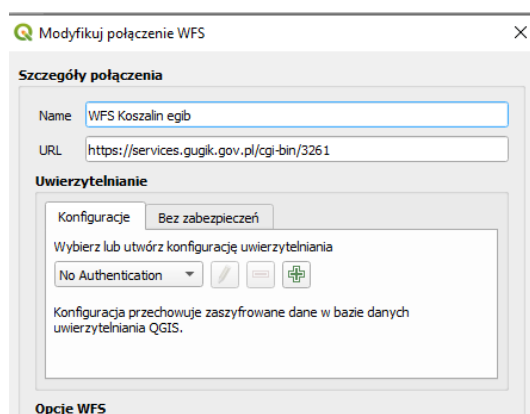 Modyfikuj połączenie WFS
Szczegóły połączenia
Name WFS Koszalin egib
URL https://services.gugik.gov.pl/cgi-bin/3261
Uwierzytelnianie
Konfiguracje Bez zabezpieczeń
Wybierz lub utwórz konfigurację uwierzytelniania
No Authentication
Konfiguracja przechowuje zaszyfrowane dane w bazie danych
uwierzytelniania QGIS.
Opcje WFS